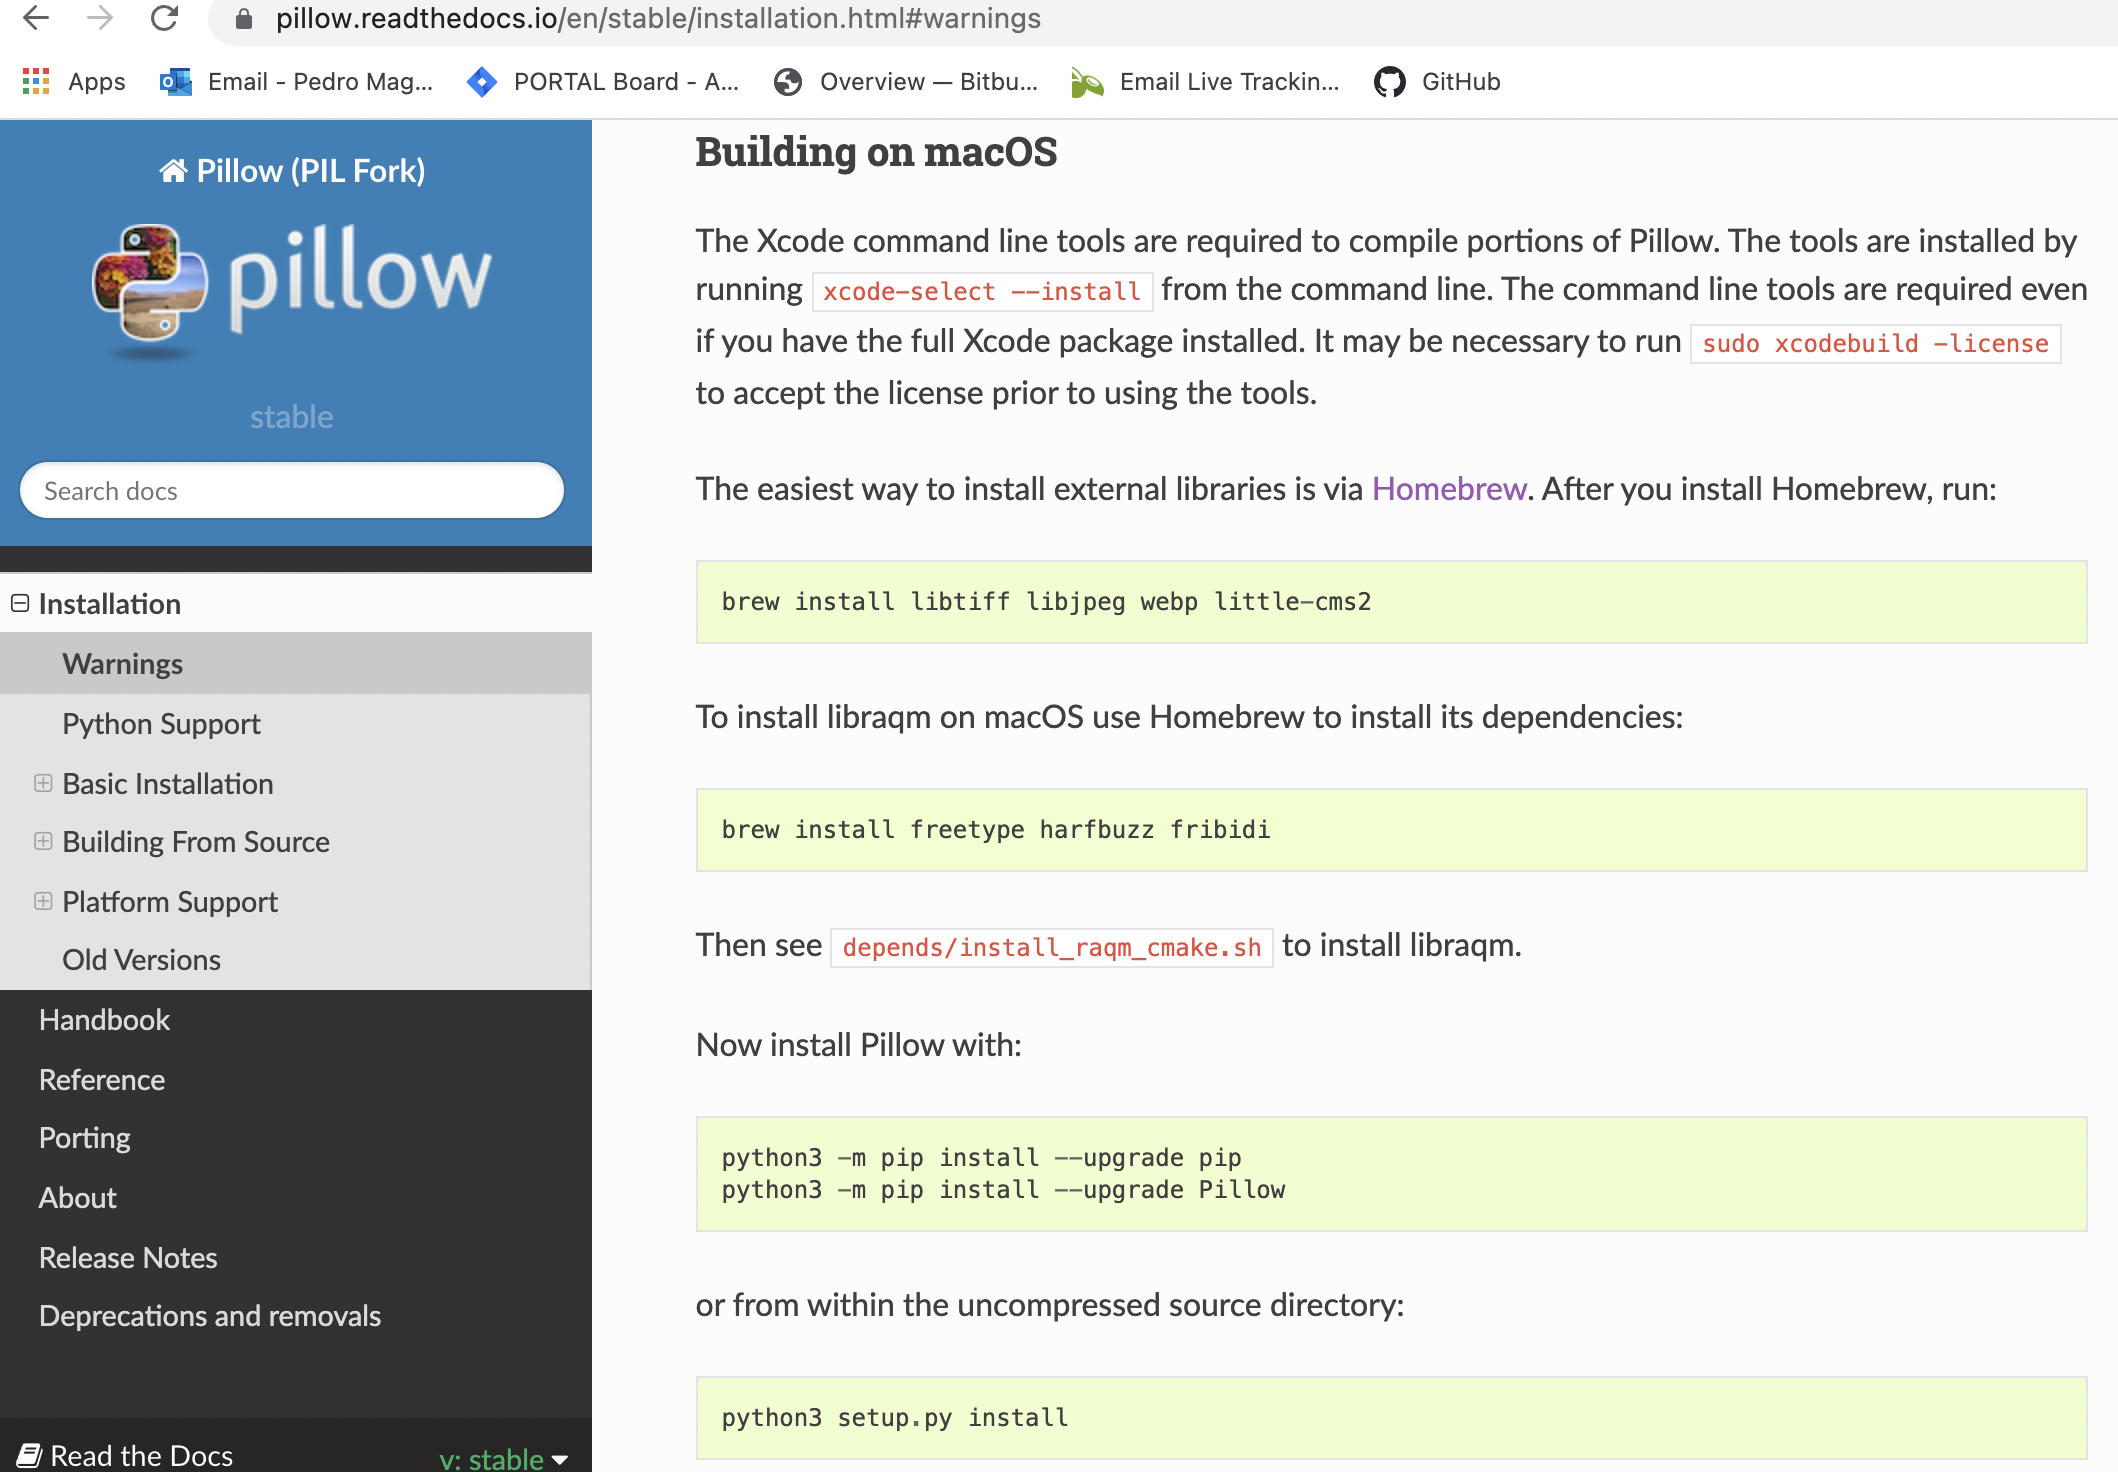 pillow.readthedocs.io/en/stable/installation.html#warnings
Apps Email - Pedro Mag... PORTAL Board - A... Overview — Bitbu... Email Live Trackin... GitHub
Pillow (PIL Fork)
pillow
stable
Search docs
Installation
Warnings
Python Support
Basic Installation
Building From Source
Platform Support
Old Versions
Handbook
Reference
Porting
About
Release Notes
Deprecations and removals
Read the Docs v: stable
Building on macOS
The Xcode command line tools are required to compile portions of Pillow. The tools are installed by
running xcode-select --install from the command line. The command line tools are required even
if you have the full Xcode package installed. It may be necessary to run sudo xcodebuild -license
to accept the license prior to using the tools.
The easiest way to install external libraries is via Homebrew. After you install Homebrew, run:
brew install libtiff libjpeg webp little-cms2
To install libraqm on macOS use Homebrew to install its dependencies:
brew install freetype harfbuzz fribidi
Then see depends/install_raqm_cmake.sh to install libraqm.
Now install Pillow with:
python3 -m pip install --upgrade pip
python3 -m pip install --upgrade Pillow
or from within the uncompressed source directory:
python3 setup.py install